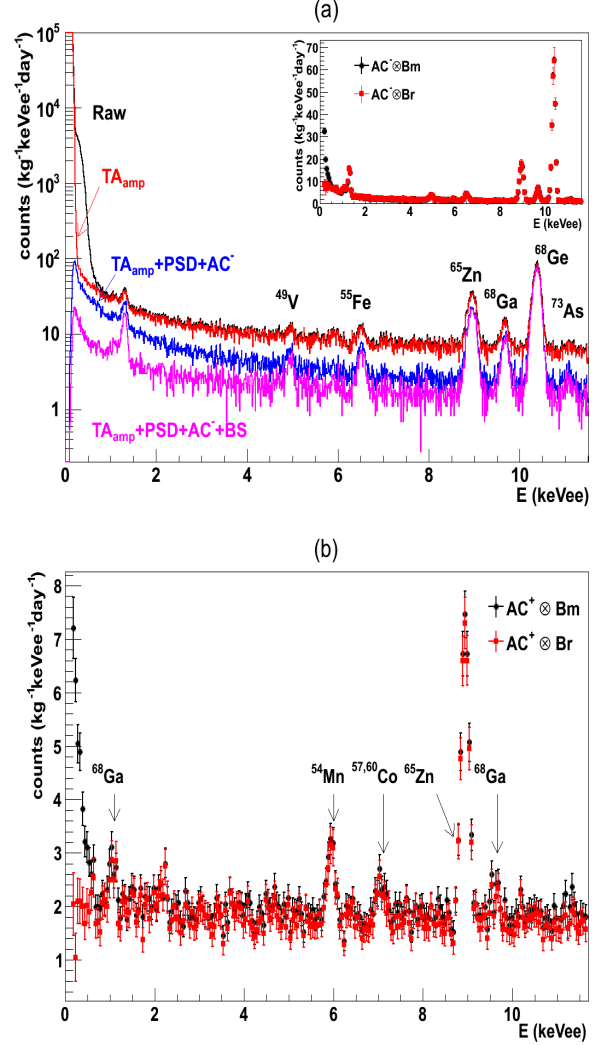 (a)
counts (kg⁻¹keVee⁻¹day⁻¹)
10⁵
10⁴
10³
10²
10
1
Raw
TAamp
TAamp+PSD+AC⁻
TAamp+PSD+AC⁻+BS
⁴⁹V
⁵⁵Fe
⁶⁵Zn
⁶⁸Ga
⁶⁸Ge
⁷³As
0 2 4 6 8 10
E (keVee)
counts (kg⁻¹keVee⁻¹day⁻¹)
70
60
50
40
30
20
10
0
AC⁻⊗Bm
AC⁻⊗Br
0 2 4 6 8 10
E (keVee)
(b)
counts (kg⁻¹keVee⁻¹day⁻¹)
8
7
6
5
4
3
2
1
AC⁺ ⊗ Bm
AC⁺ ⊗ Br
⁶⁸Ga
⁵⁴Mn
⁵⁷,⁶⁰Co
⁶⁵Zn
⁶⁸Ga
0 2 4 6 8 10
E (keVee)